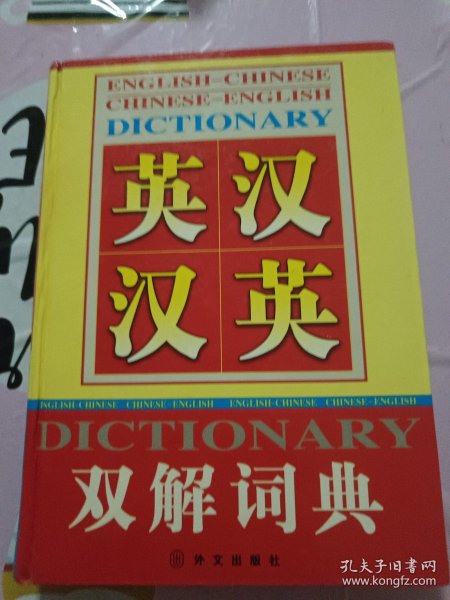 ENGLISH-CHINESE
CHINESE-ENGLISH
DICTIONARY
英汉
汉英
NGLISH-CHINESE CHINESE-ENGLISH ENGLISH-CHINESE CHINESE-ENGLISH
DICTIONARY
双解词典
外文出版社
孔夫子旧书网
www.kongfz.com